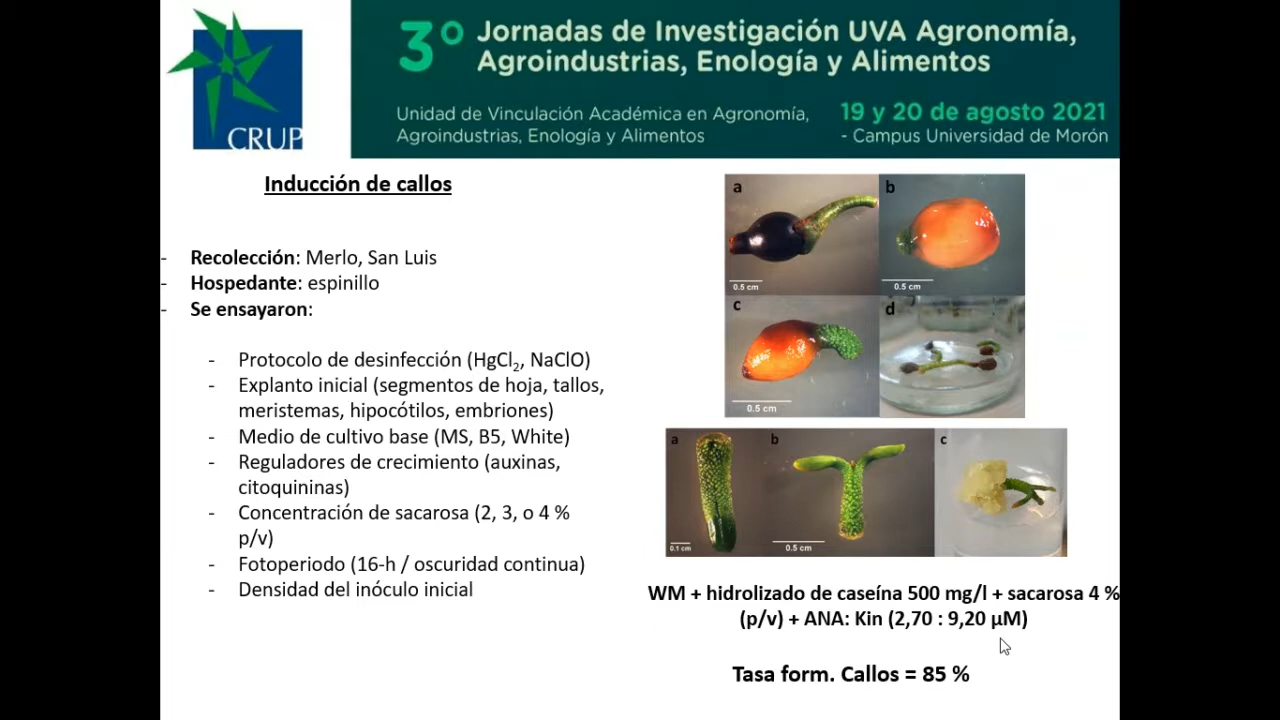 CRUP
3° Jornadas de Investigación UVA Agronomía,
Agroindustrias, Enología y Alimentos
Unidad de Vinculación Académica en Agronomía,
Agroindustrias, Enología y Alimentos
19 y 20 de agosto 2021
- Campus Universidad de Morón
Inducción de callos
- Recolección: Merlo, San Luis
- Hospedante: espinillo
- Se ensayaron:
- Protocolo de desinfección (HgCl₂, NaClO)
- Explanto inicial (segmentos de hoja, tallos,
meristemas, hipocótilos, embriones)
- Medio de cultivo base (MS, B5, White)
- Reguladores de crecimiento (auxinas,
citoquininas)
- Concentración de sacarosa (2, 3, o 4 %
p/v)
- Fotoperiodo (16-h / oscuridad continua)
- Densidad del inóculo inicial
a
0.5 cm
b
0.5 cm
c
0.5 cm
d
a
0.1 cm
b
0.5 cm
c
WM + hidrolizado de caseína 500 mg/l + sacarosa 4 %
(p/v) + ANA: Kin (2,70 : 9,20 µM)
Tasa form. Callos = 85 %